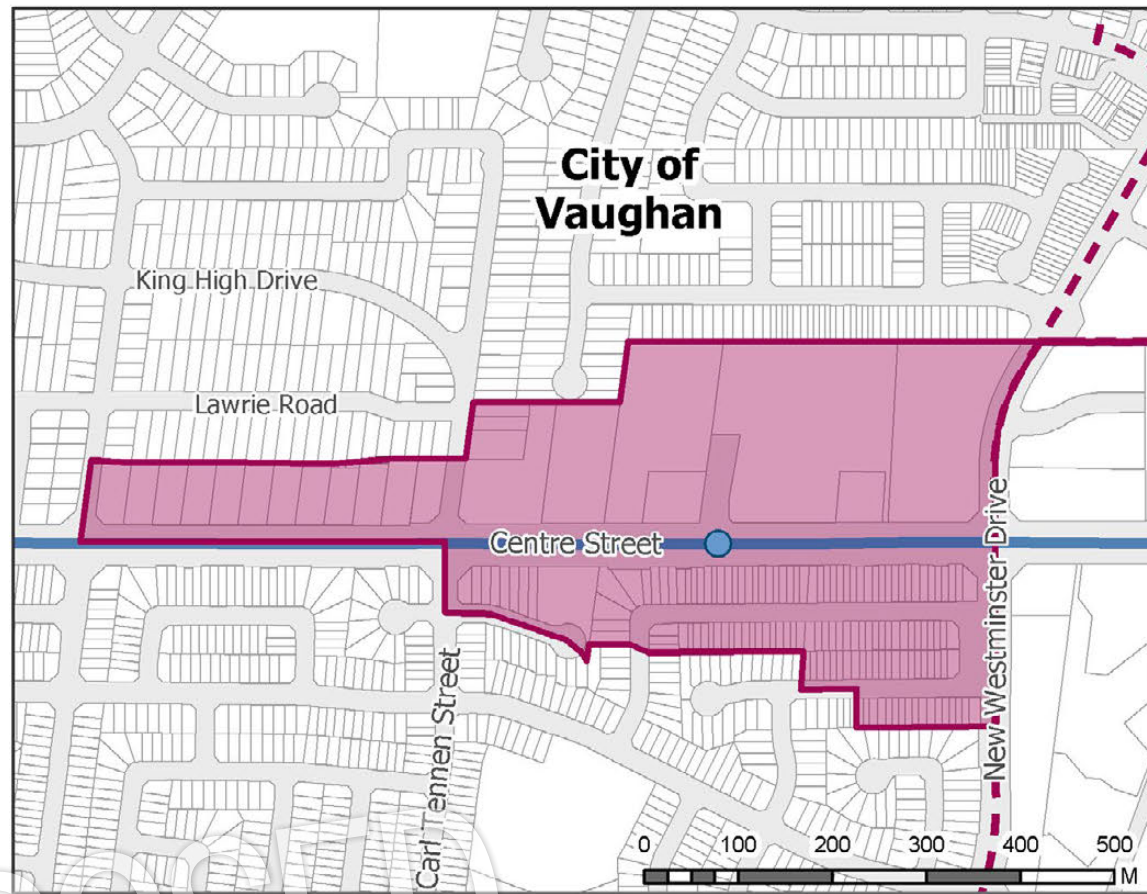 City of
Vaughan
King High Drive
Lawrie Road
Centre Street
New Westminster Drive
Carl Tennen Street
0 100 200 300 400 500
M